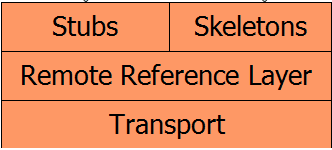 Stubs Skeletons
Remote Reference Layer
Transport